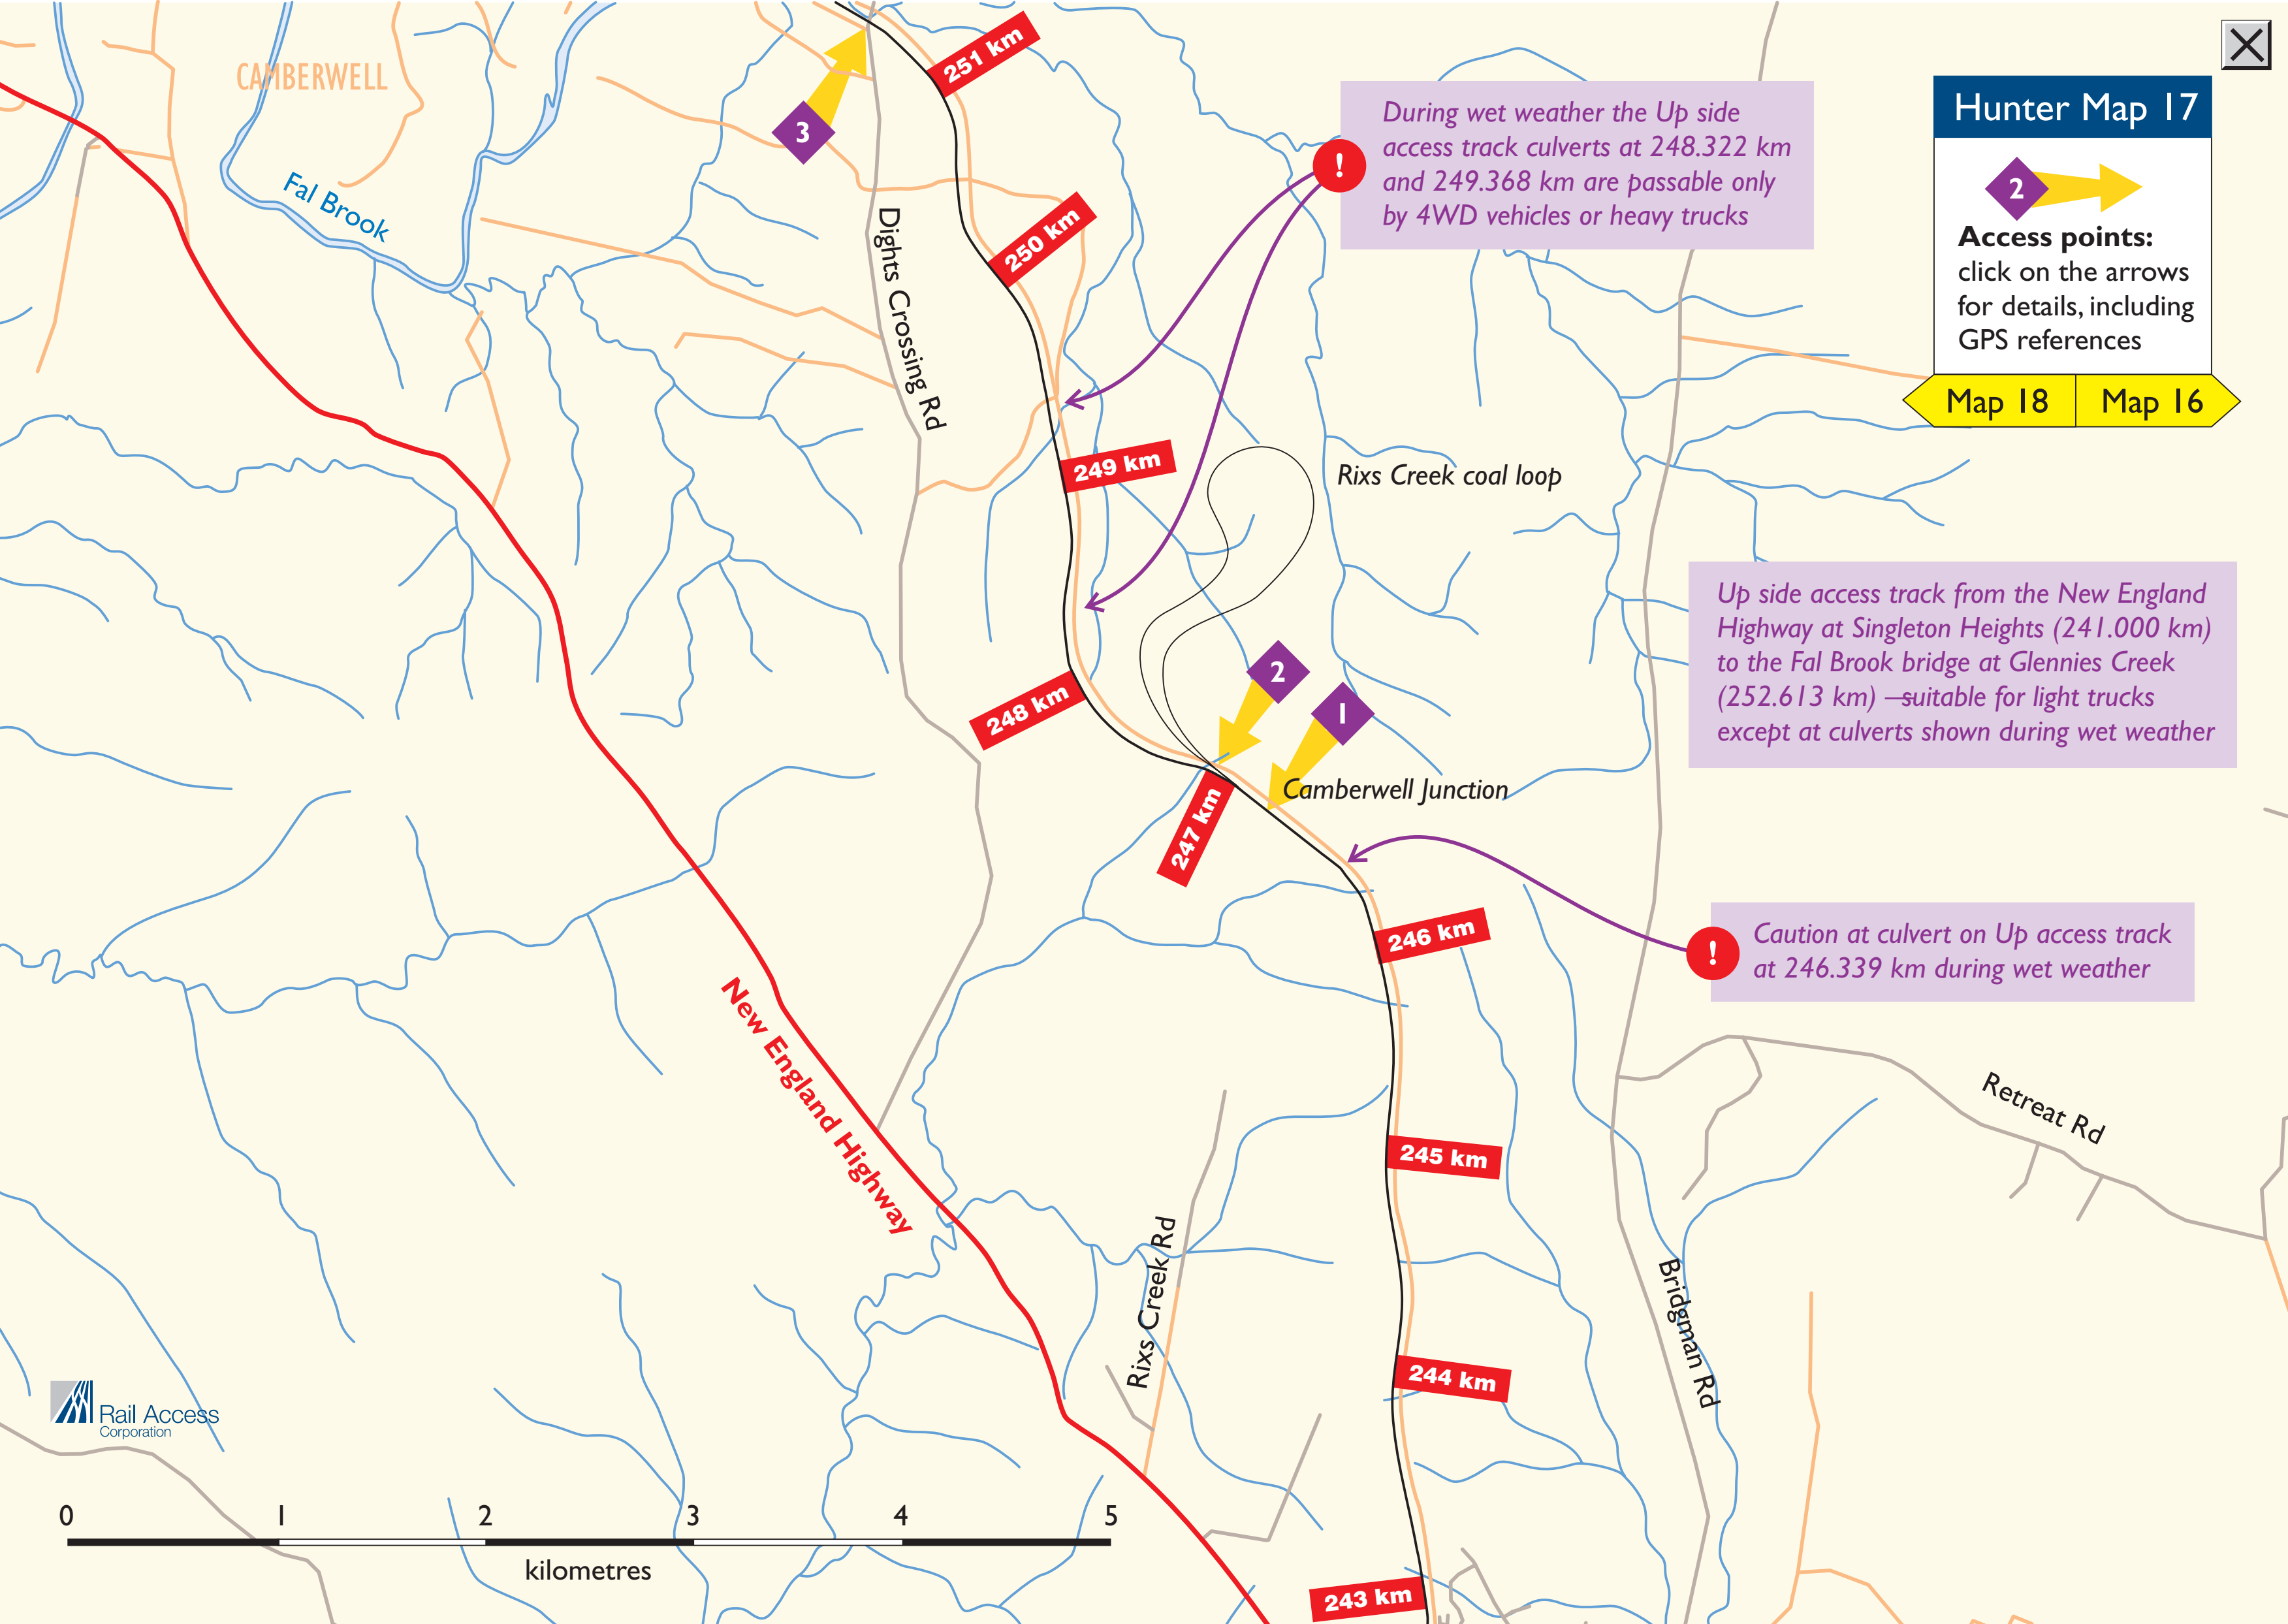 CAMBERWELL
Fal Brook
3
251 km
250 km
Dights Crossing Rd
During wet weather the Up side
access track culverts at 248.322 km
and 249.368 km are passable only
by 4WD vehicles or heavy trucks
!
Hunter Map 17
2
Access points:
click on the arrows
for details, including
GPS references
Map 18
Map 16
249 km
Rixs Creek coal loop
Up side access track from the New England
Highway at Singleton Heights (241.000 km)
to the Fal Brook bridge at Glennies Creek
(252.613 km) —suitable for light trucks
except at culverts shown during wet weather
248 km
2
1
Camberwell Junction
247 km
246 km
!
Caution at culvert on Up access track
at 246.339 km during wet weather
New England Highway
245 km
Retreat Rd
Rixs Creek Rd
Bridgman Rd
244 km
Rail Access
Corporation
0 1 2 3 4 5
kilometres
243 km